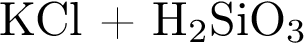 KCl + H₂SiO₃